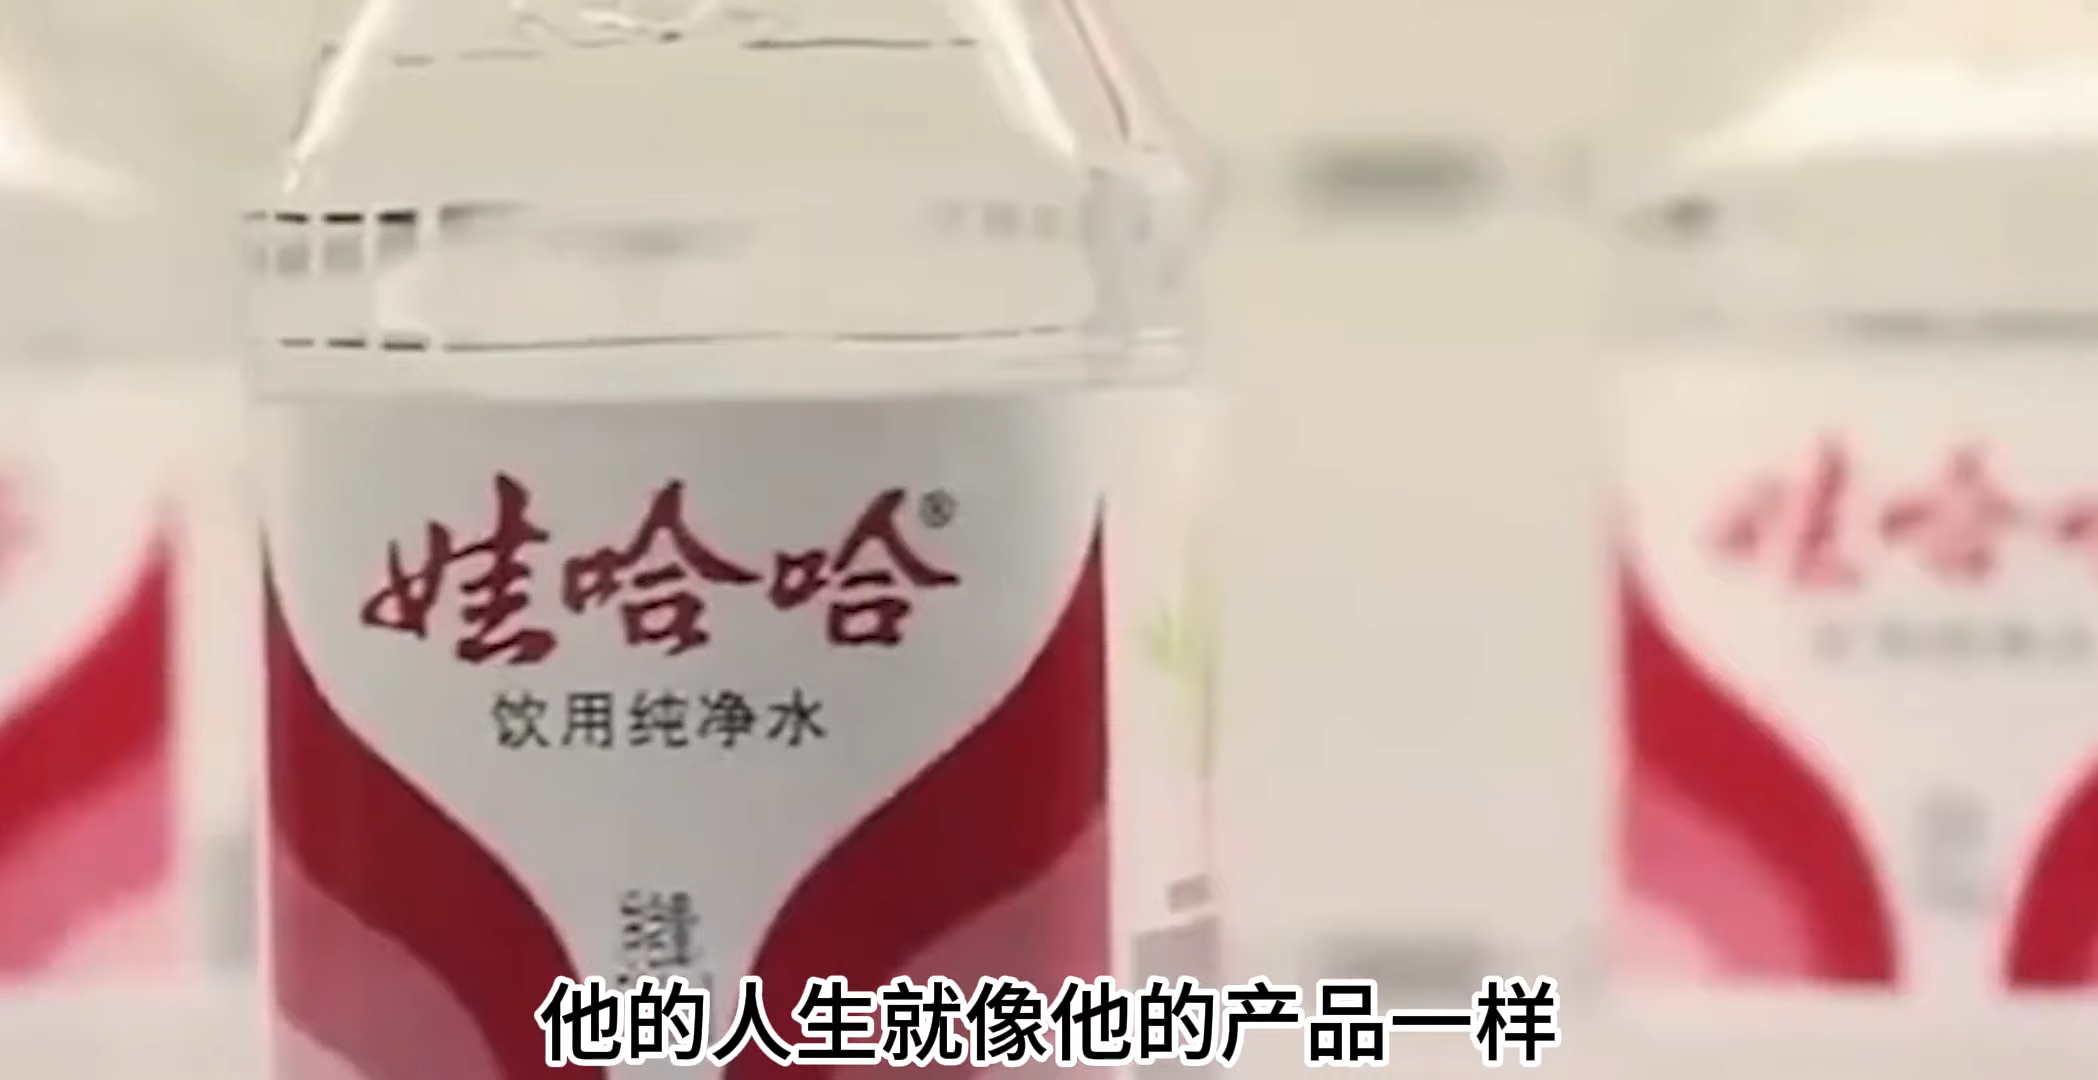 娃哈哈®
饮用纯净水
他的人生就像他的产品一样